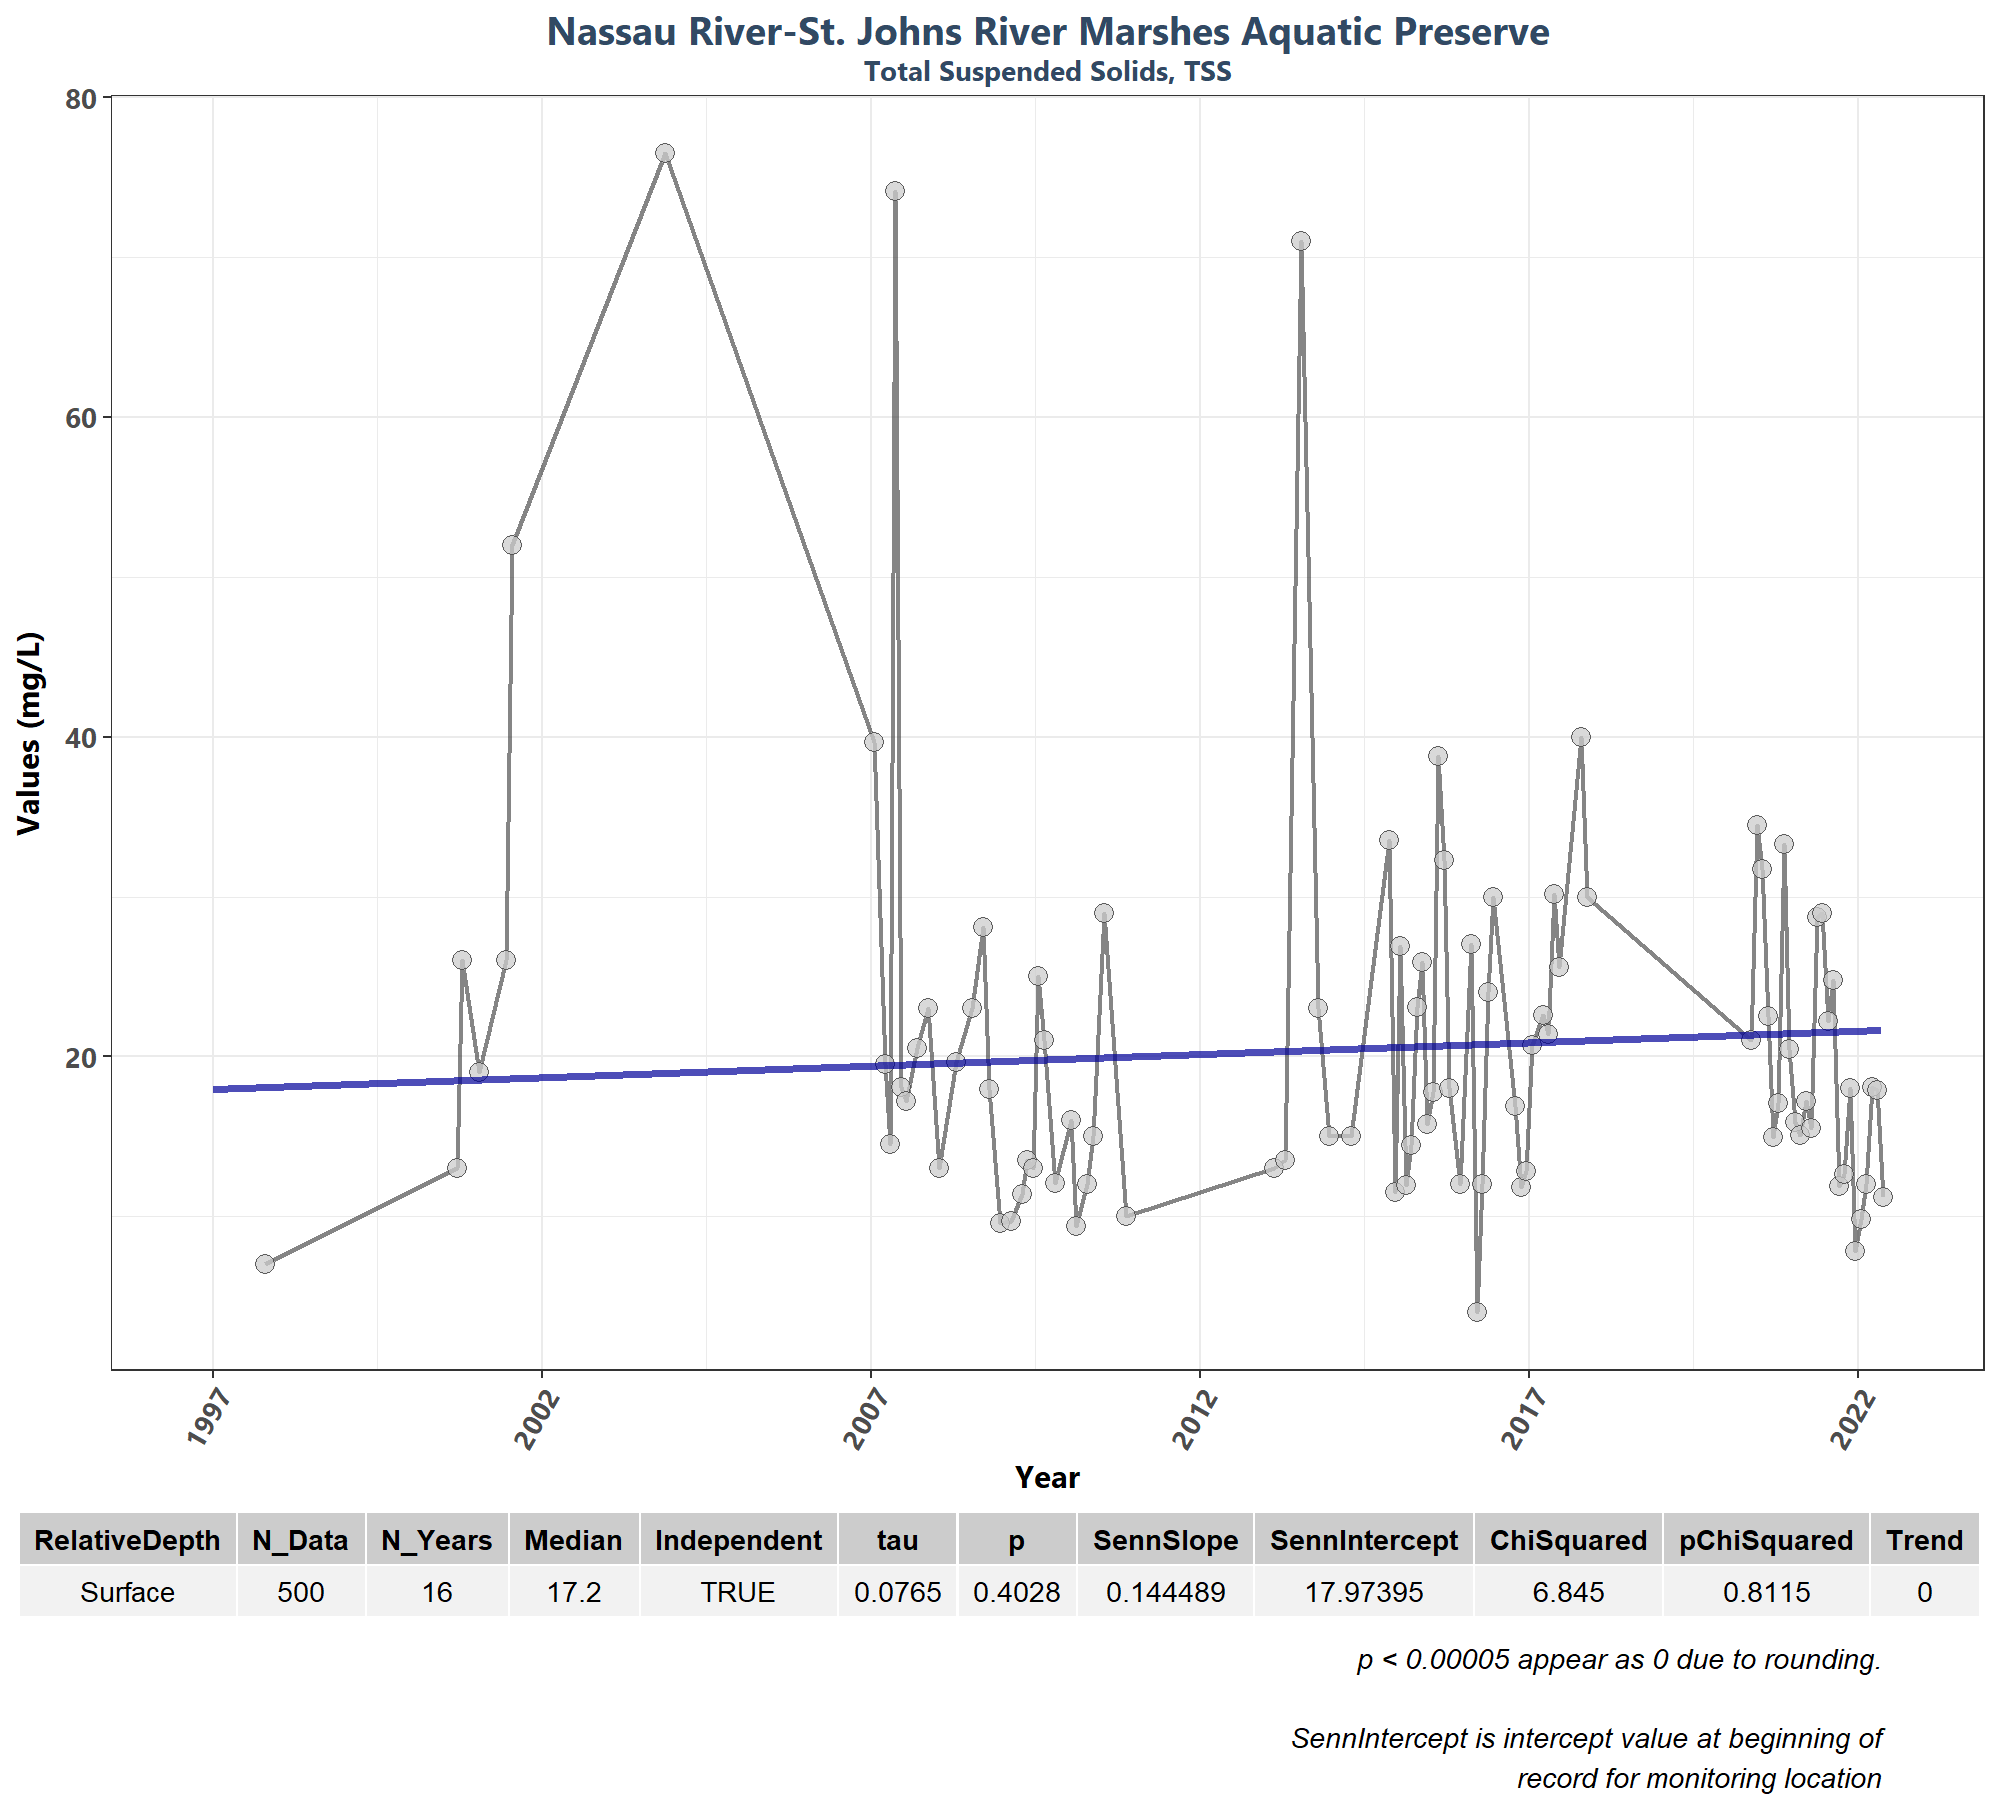 Nassau River-St. Johns River Marshes Aquatic Preserve
Total Suspended Solids, TSS
80
60
40
20
Values (mg/L)
1997 2002 2007 2012 2017 2022
Year
RelativeDepth N_Data N_Years Median Independent tau p SennSlope SennIntercept ChiSquared pChiSquared Trend
Surface 500 16 17.2 TRUE 0.0765 0.4028 0.144489 17.97395 6.845 0.8115 0
p < 0.00005 appear as 0 due to rounding.
SennIntercept is intercept value at beginning of
record for monitoring location